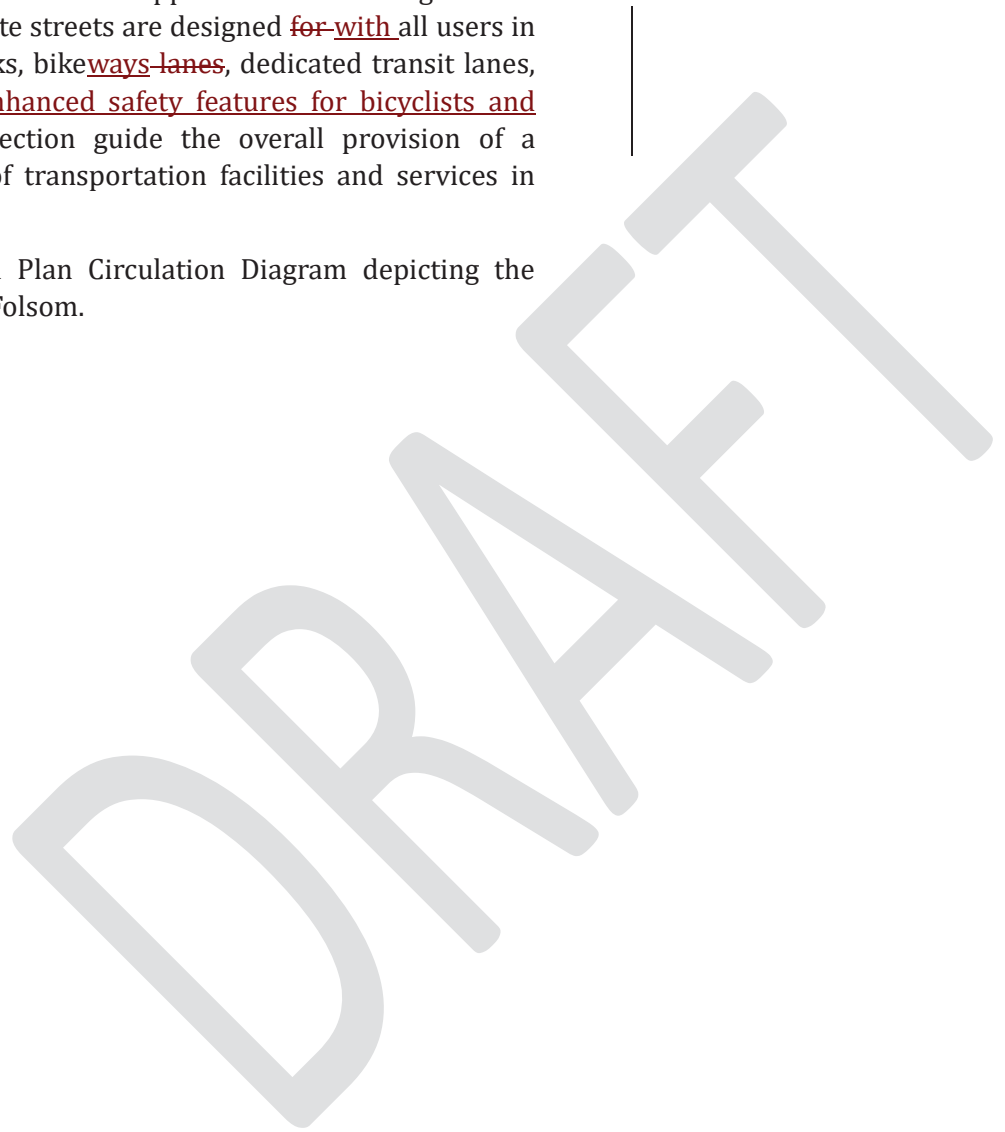 te streets are designed for with all users in
ks, bikeways lanes, dedicated transit lanes,
nhanced safety features for bicyclists and
ection guide the overall provision of a
of transportation facilities and services in
Plan Circulation Diagram depicting the
Folsom.
DRAFT